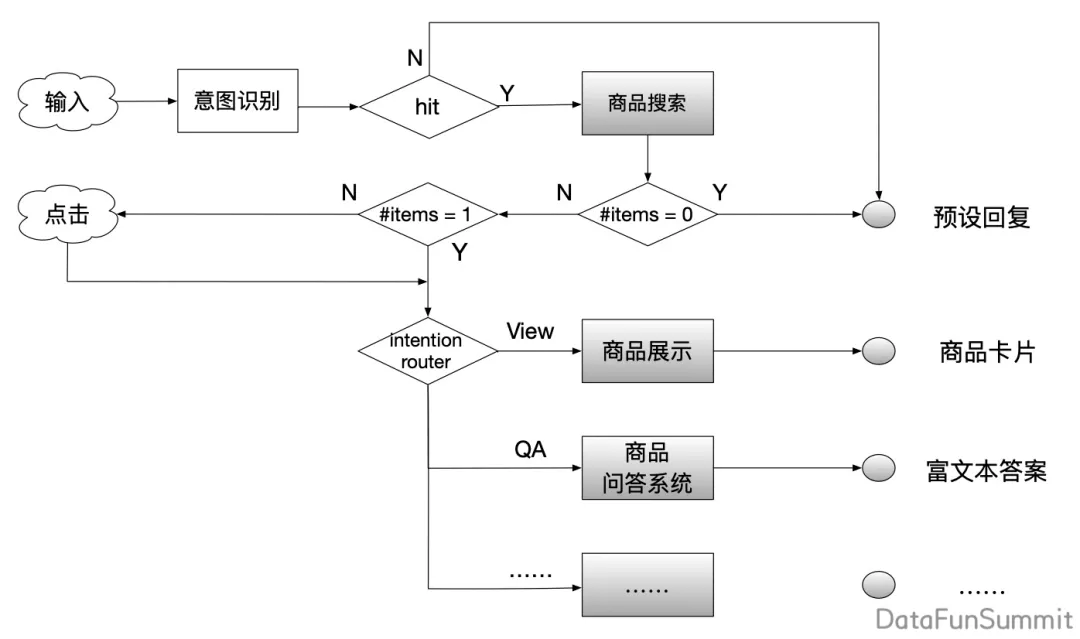 N
输入
意图识别
hit
Y
商品搜索
点击
N
#items = 1
N
#items = 0
Y
预设回复
Y
intention
router
View
商品展示
商品卡片
QA
商品
问答系统
富文本答案
……
……
……
DataFunSummit